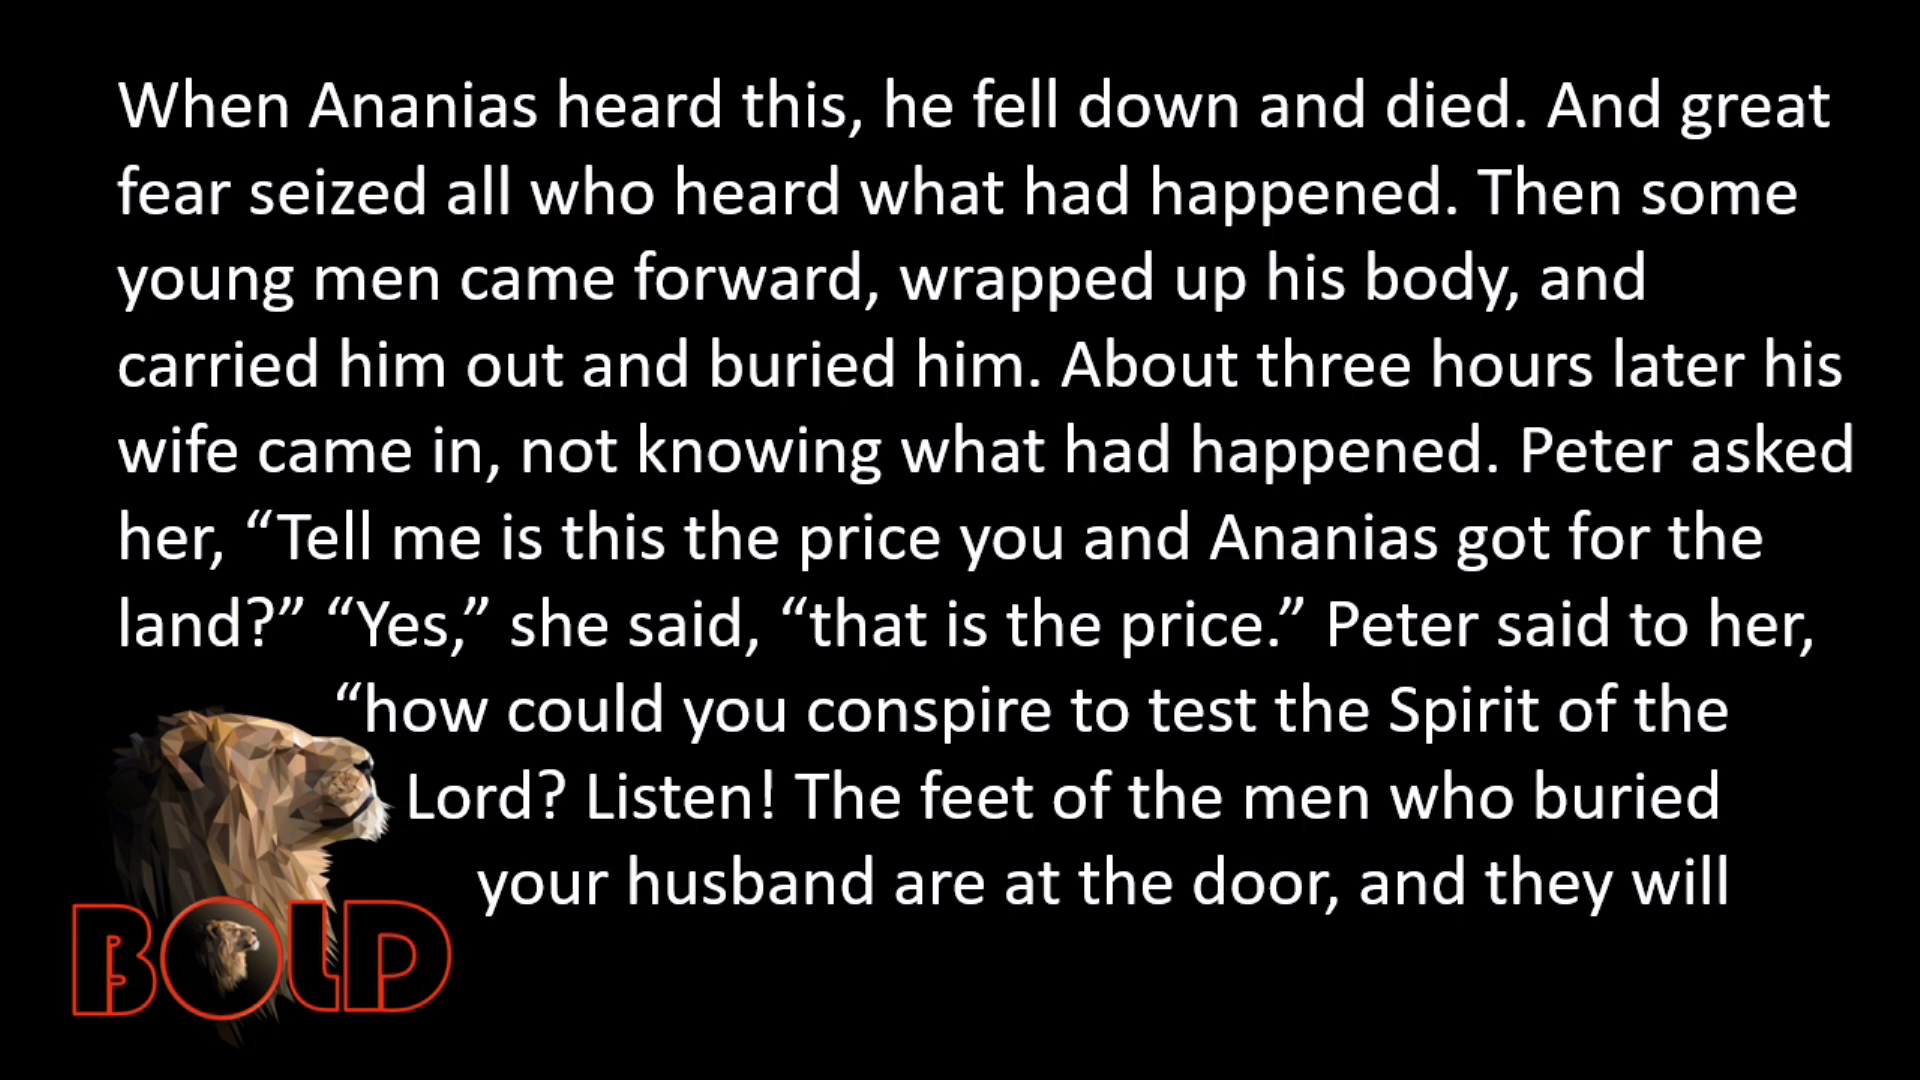 When Ananias heard this, he fell down and died. And great
fear seized all who heard what had happened. Then some
young men came forward, wrapped up his body, and
carried him out and buried him. About three hours later his
wife came in, not knowing what had happened. Peter asked
her, “Tell me is this the price you and Ananias got for the
land?” “Yes,” she said, “that is the price.” Peter said to her,
“how could you conspire to test the Spirit of the
Lord? Listen! The feet of the men who buried
your husband are at the door, and they will
BOLD